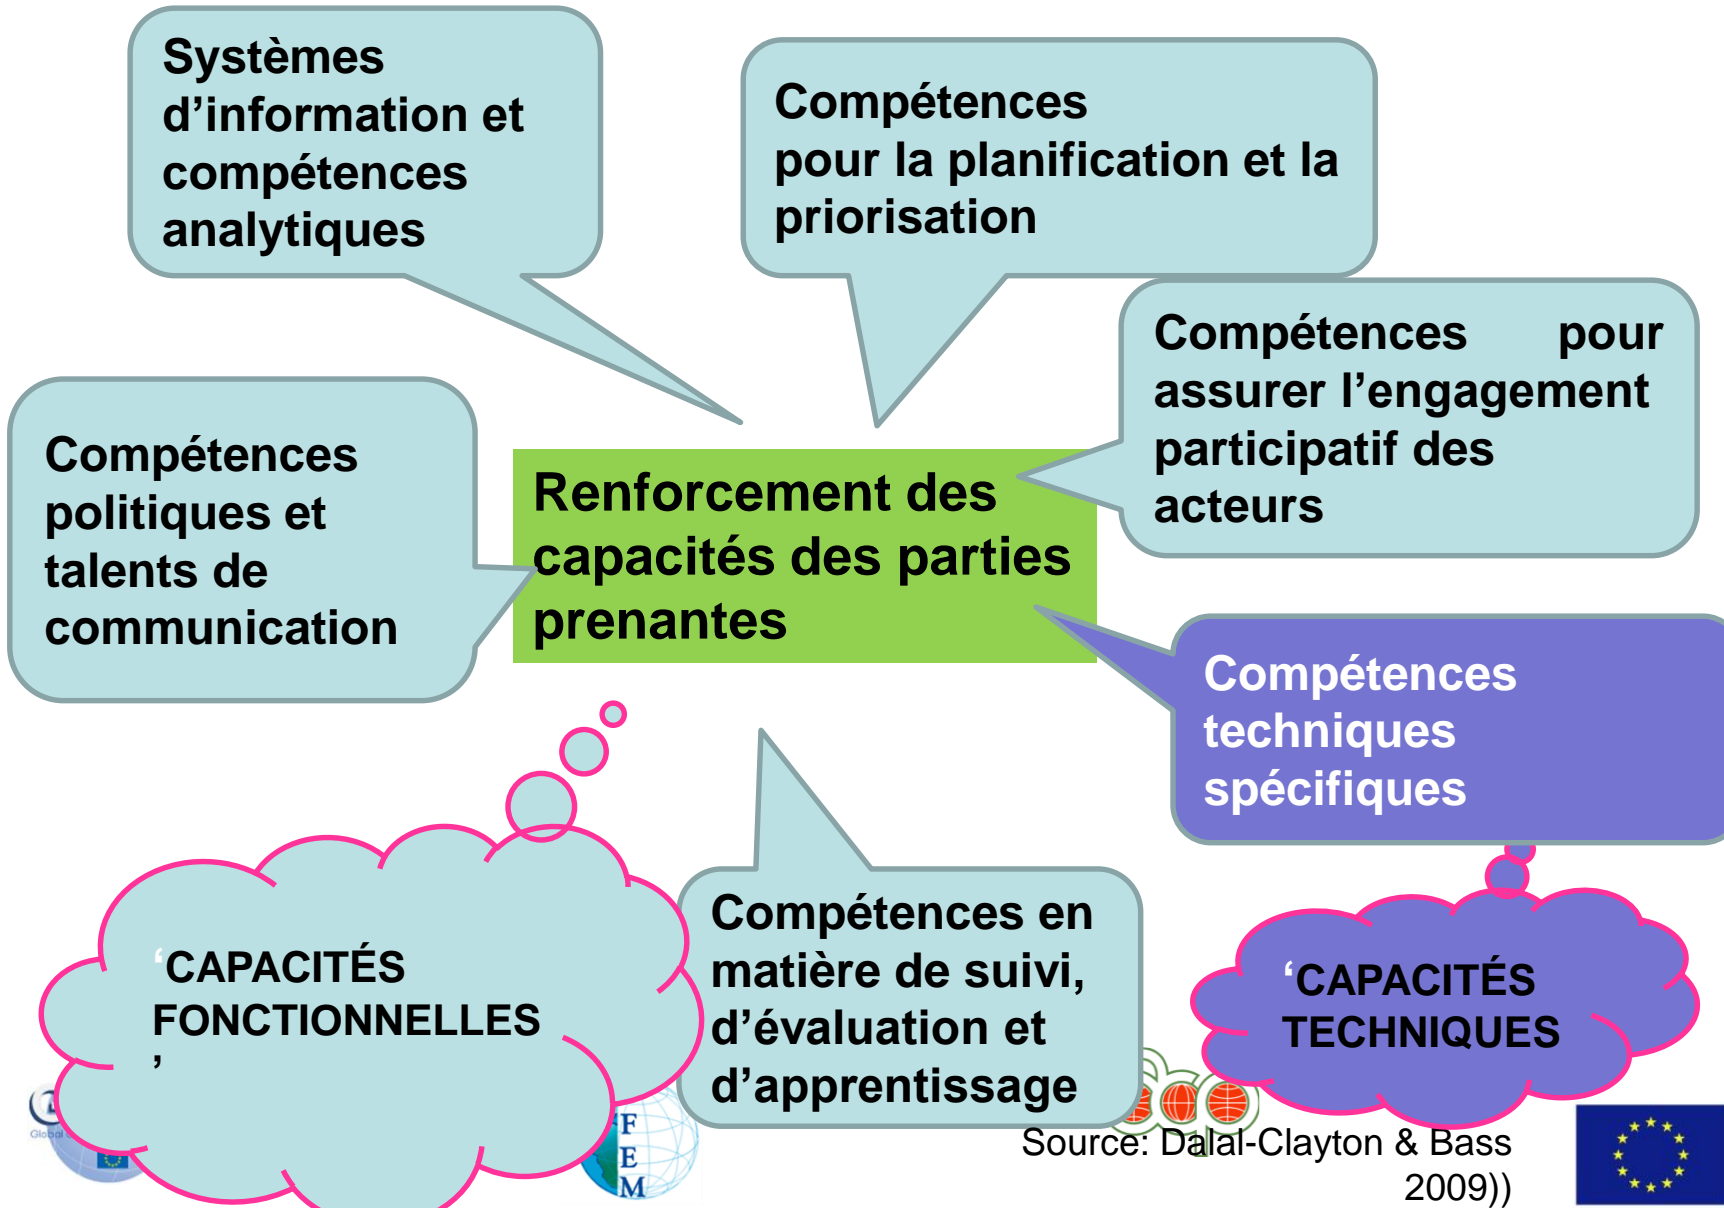 Systèmes
d’information et
compétences
analytiques
Compétences
pour la planification et la
priorisation
Compétences pour
assurer l’engagement
participatif des
acteurs
Compétences
politiques et
talents de
communication
Renforcement des
capacités des parties
prenantes
Compétences
techniques
spécifiques
‘CAPACITÉS
FONCTIONNELLES
’
Compétences en
matière de suivi,
d’évaluation et
d’apprentissage
‘CAPACITÉS
TECHNIQUES
Global
F
E
M
Source: Dalal-Clayton & Bass
2009))